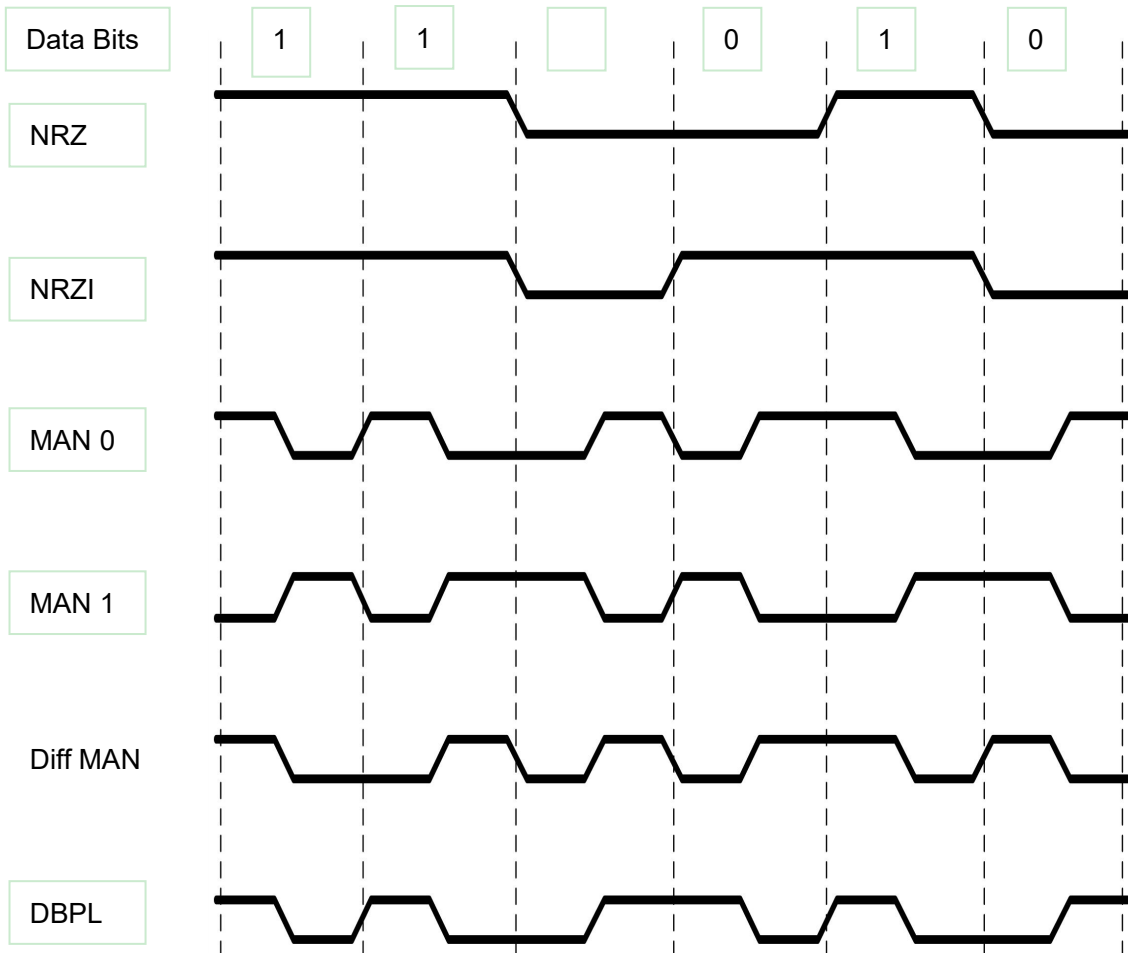 Data Bits 1 1 0 1 0
NRZ
NRZI
MAN 0
MAN 1
Diff MAN
DBPL